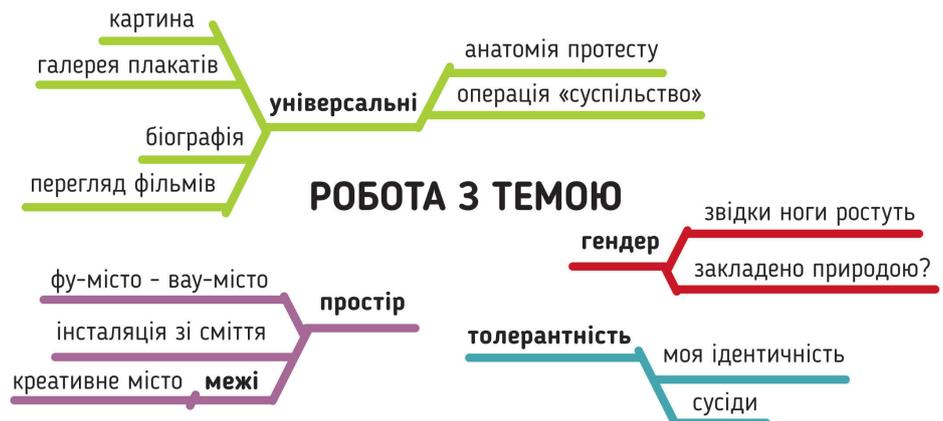 картина
галерея плакатів
біографія
перегляд фільмів
універсальні
анатомія протесту
операція «суспільство»
РОБОТА З ТЕМОЮ
гендер
звідки ноги ростуть
закладено природою?
фу-місто - вау-місто
простір
інсталяція зі сміття
креативне місто межі
толерантність
моя ідентичність
сусіди